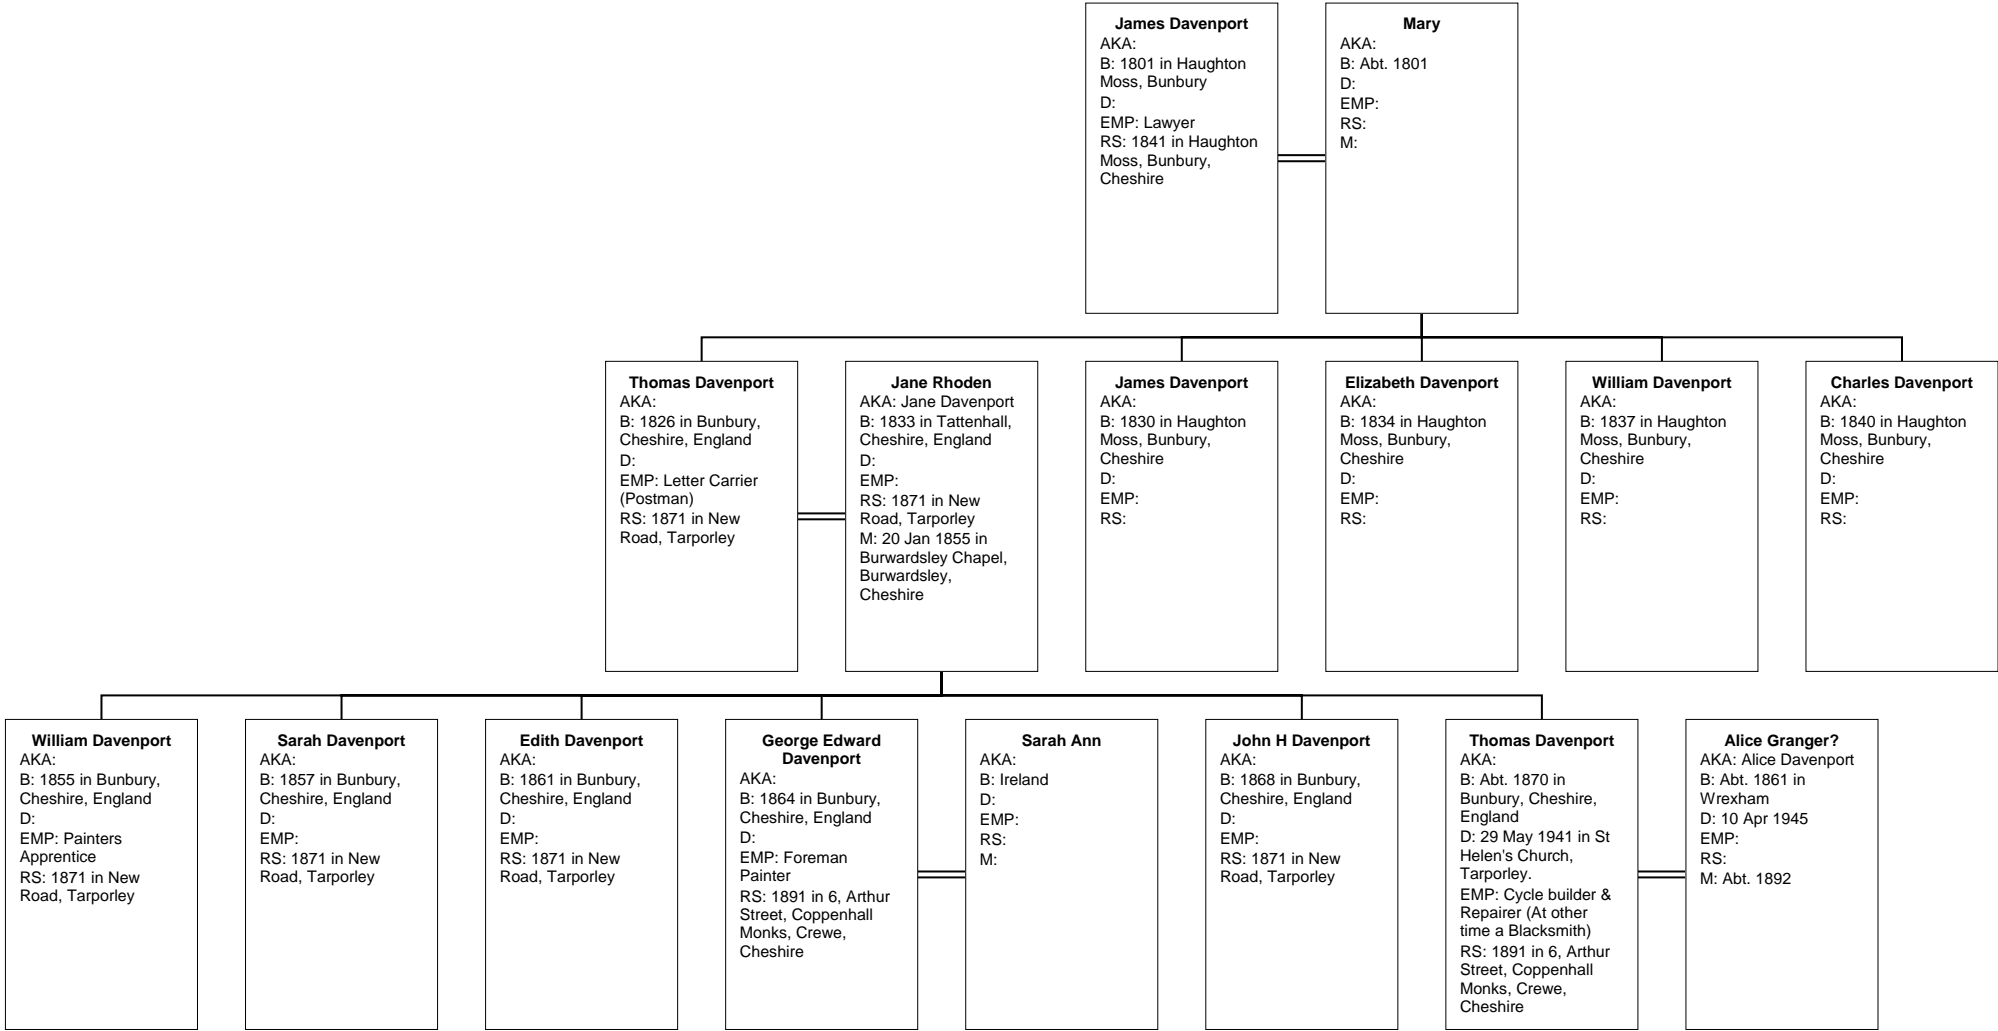 James Davenport
AKA:
B: 1801 in Haughton
Moss, Bunbury
D:
EMP: Lawyer
RS: 1841 in Haughton
Moss, Bunbury,
Cheshire
Mary
AKA:
B: Abt. 1801
D:
EMP:
RS:
M:
Thomas Davenport
AKA:
B: 1826 in Bunbury,
Cheshire, England
D:
EMP: Letter Carrier
(Postman)
RS: 1871 in New
Road, Tarporley
Jane Rhoden
AKA: Jane Davenport
B: 1833 in Tattenhall,
Cheshire, England
D:
EMP:
RS: 1871 in New
Road, Tarporley
M: 20 Jan 1855 in
Burwardsley Chapel,
Burwardsley,
Cheshire
James Davenport
AKA:
B: 1830 in Haughton
Moss, Bunbury,
Cheshire
D:
EMP:
RS:
Elizabeth Davenport
AKA:
B: 1834 in Haughton
Moss, Bunbury,
Cheshire
D:
EMP:
RS:
William Davenport
AKA:
B: 1837 in Haughton
Moss, Bunbury,
Cheshire
D:
EMP:
RS:
Charles Davenport
AKA:
B: 1840 in Haughton
Moss, Bunbury,
Cheshire
D:
EMP:
RS:
William Davenport
AKA:
B: 1855 in Bunbury,
Cheshire, England
D:
EMP: Painters
Apprentice
RS: 1871 in New
Road, Tarporley
Sarah Davenport
AKA:
B: 1857 in Bunbury,
Cheshire, England
D:
EMP:
RS: 1871 in New
Road, Tarporley
Edith Davenport
AKA:
B: 1861 in Bunbury,
Cheshire, England
D:
EMP:
RS: 1871 in New
Road, Tarporley
George Edward
Davenport
AKA:
B: 1864 in Bunbury,
Cheshire, England
D:
EMP: Foreman
Painter
RS: 1891 in 6, Arthur
Street, Coppenhall
Monks, Crewe,
Cheshire
Sarah Ann
AKA:
B: Ireland
D:
EMP:
RS:
M:
John H Davenport
AKA:
B: 1868 in Bunbury,
Cheshire, England
D:
EMP:
RS: 1871 in New
Road, Tarporley
Thomas Davenport
AKA:
B: Abt. 1870 in
Bunbury, Cheshire,
England
D: 29 May 1941 in St
Helen's Church,
Tarporley.
EMP: Cycle builder &
Repairer (At other
time a Blacksmith)
RS: 1891 in 6, Arthur
Street, Coppenhall
Monks, Crewe,
Cheshire
Alice Granger?
AKA: Alice Davenport
B: Abt. 1861 in
Wrexham
D: 10 Apr 1945
EMP:
RS:
M: Abt. 1892